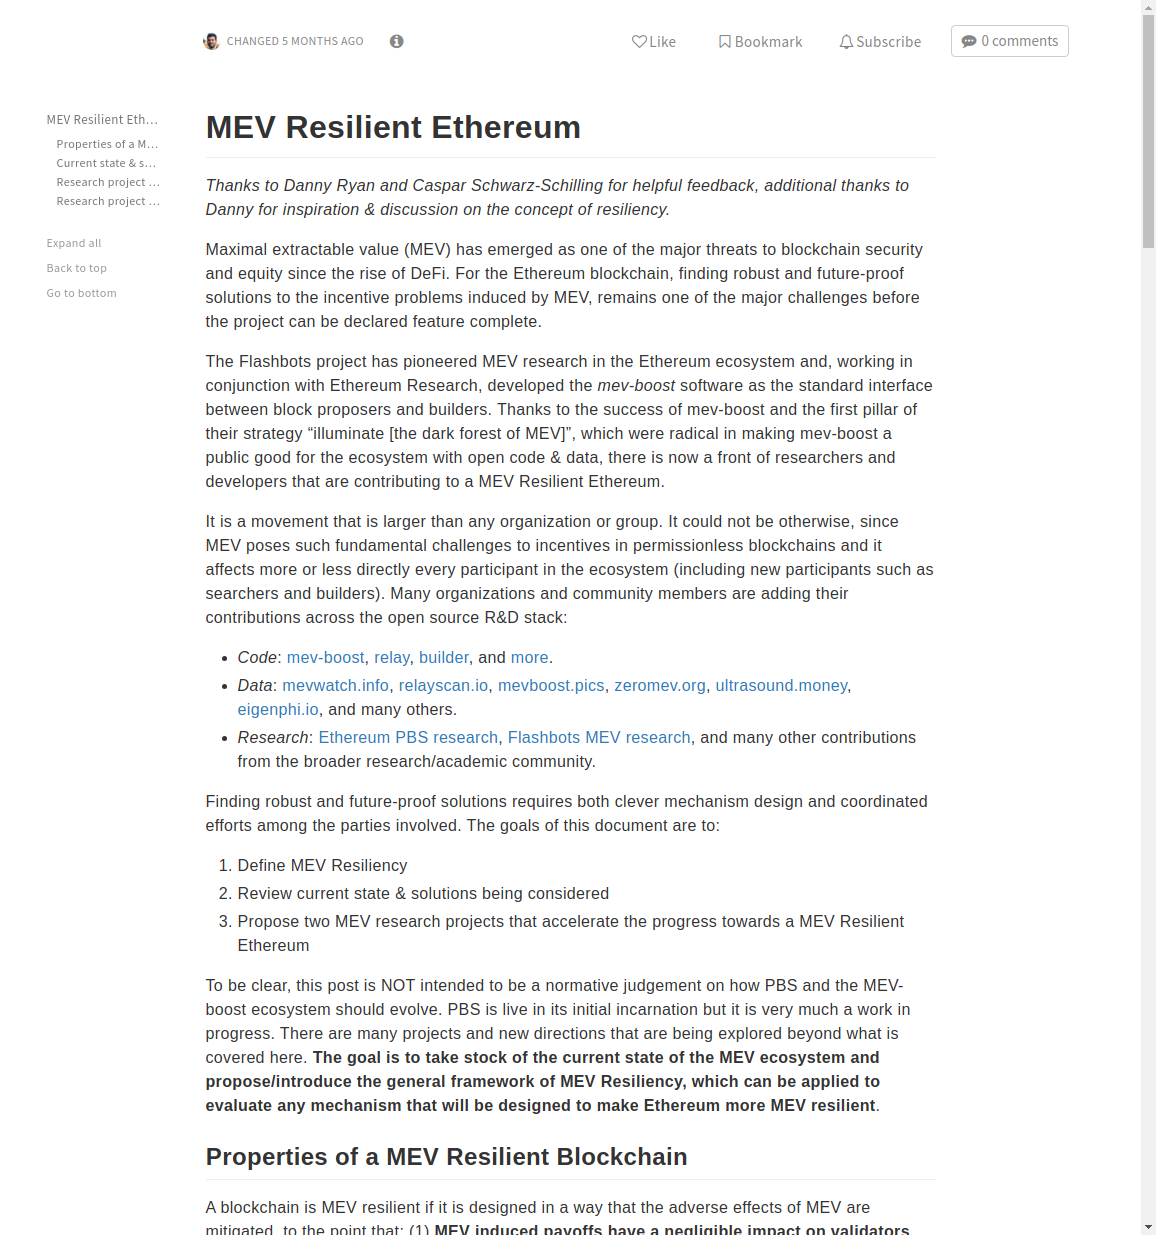 CHANGED 5 MONTHS AGO
Like
Bookmark
Subscribe
0 comments
MEV Resilient Eth…
Properties of a M…
Current state & s…
Research project …
Research project …
Expand all
Back to top
Go to bottom
MEV Resilient Ethereum
Thanks to Danny Ryan and Caspar Schwarz-Schilling for helpful feedback, additional thanks to
Danny for inspiration & discussion on the concept of resiliency.
Maximal extractable value (MEV) has emerged as one of the major threats to blockchain security
and equity since the rise of DeFi. For the Ethereum blockchain, finding robust and future-proof
solutions to the incentive problems induced by MEV, remains one of the major challenges before
the project can be declared feature complete.
The Flashbots project has pioneered MEV research in the Ethereum ecosystem and, working in
conjunction with Ethereum Research, developed the mev-boost software as the standard interface
between block proposers and builders. Thanks to the success of mev-boost and the first pillar of
their strategy “illuminate [the dark forest of MEV]”, which were radical in making mev-boost a
public good for the ecosystem with open code & data, there is now a front of researchers and
developers that are contributing to a MEV Resilient Ethereum.
It is a movement that is larger than any organization or group. It could not be otherwise, since
MEV poses such fundamental challenges to incentives in permissionless blockchains and it
affects more or less directly every participant in the ecosystem (including new participants such as
searchers and builders). Many organizations and community members are adding their
contributions across the open source R&D stack:
• Code: mev-boost, relay, builder, and more.
• Data: mevwatch.info, relayscan.io, mevboost.pics, zeromev.org, ultrasound.money,
eigenphi.io, and many others.
• Research: Ethereum PBS research, Flashbots MEV research, and many other contributions
from the broader research/academic community.
Finding robust and future-proof solutions requires both clever mechanism design and coordinated
efforts among the parties involved. The goals of this document are to:
1. Define MEV Resiliency
2. Review current state & solutions being considered
3. Propose two MEV research projects that accelerate the progress towards a MEV Resilient
Ethereum
To be clear, this post is NOT intended to be a normative judgement on how PBS and the MEV-
boost ecosystem should evolve. PBS is live in its initial incarnation but it is very much a work in
progress. There are many projects and new directions that are being explored beyond what is
covered here. The goal is to take stock of the current state of the MEV ecosystem and
propose/introduce the general framework of MEV Resiliency, which can be applied to
evaluate any mechanism that will be designed to make Ethereum more MEV resilient.
Properties of a MEV Resilient Blockchain
A blockchain is MEV resilient if it is designed in a way that the adverse effects of MEV are
mitigated, to the point that: (1) MEV induced payoffs have a negligible impact on validators